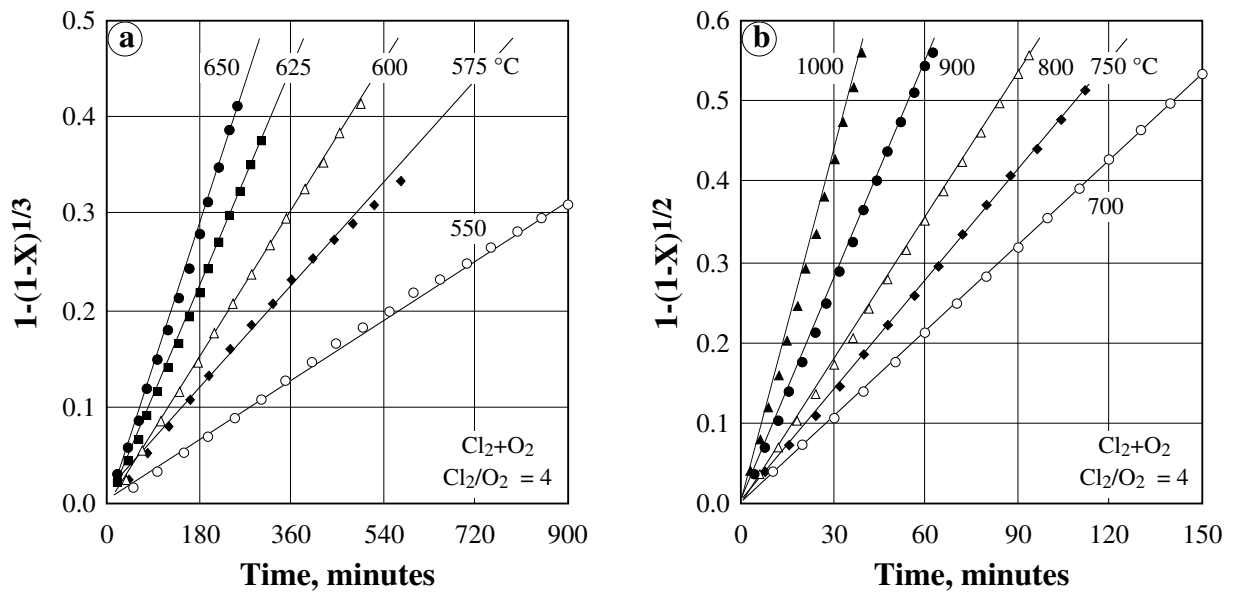 a
650
625
600
575 °C
550
Cl2+O2
Cl2/O2 = 4
0.5
0.4
0.3
0.2
0.1
0.0
0
180
360
540
720
900
1-(1-X)1/3
Time, minutes
b
1000
900
800
750 °C
700
Cl2+O2
Cl2/O2 = 4
0.6
0.5
0.4
0.3
0.2
0.1
0.0
0
30
60
90
120
150
1-(1-X)1/2
Time, minutes